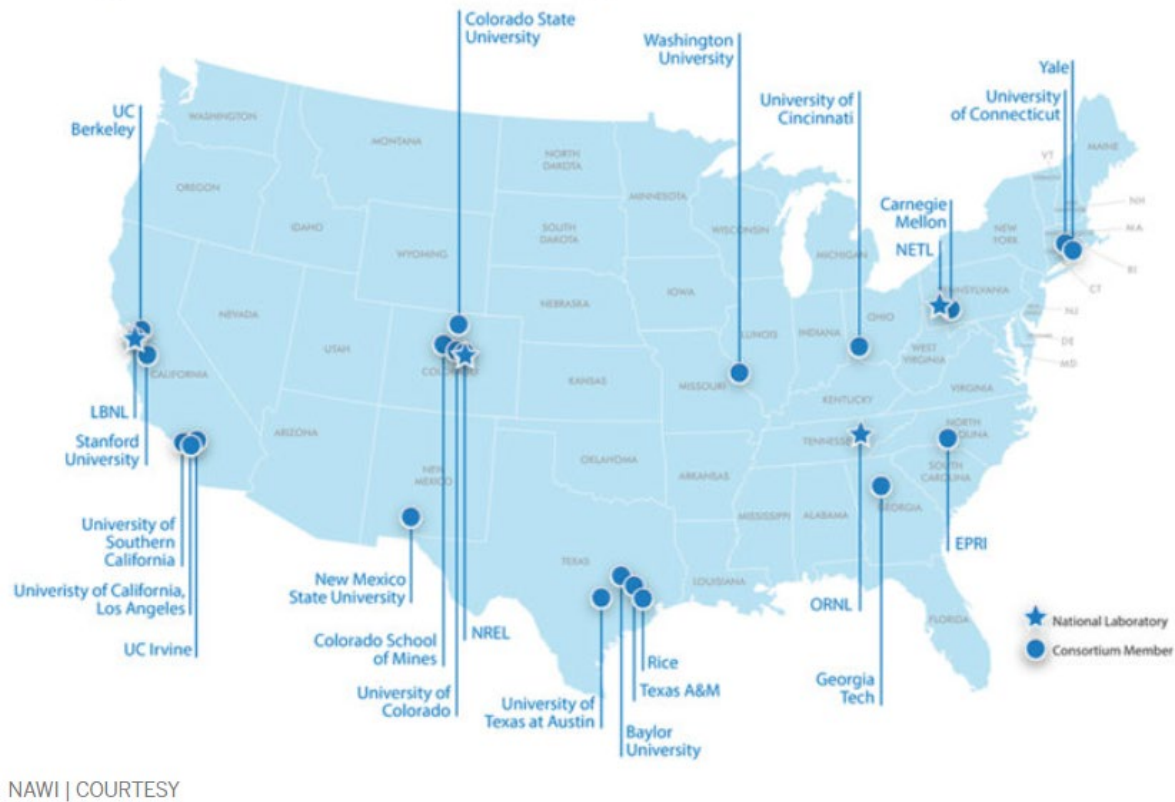 Colorado State
University
Washington
University
Yale
UC
Berkeley
University of
Cincinnati
University
of Connecticut
WASHINGTON
MONTANA
NORTH
DAKOTA
MINNESOTA
VT
MAINE
OREGON
IDAHO
SOUTH
DAKOTA
WISCONSIN
MICHIGAN
Carnegie
Mellon
NETL
NEW
YORK
NH
MA
WYOMING
RI
CT
NEVADA
NEBRASKA
IOWA
PENNSYLVANIA
NJ
UTAH
ILLINOIS
INDIANA
OHIO
DE
MD
CALIFORNIA
COLORADO
KANSAS
MISSOURI
WEST
VIRGINIA
KENTUCKY
VIRGINIA
LBNL
Stanford
University
ARIZONA
NEW
MEXICO
OKLAHOMA
ARKANSAS
TENNESSEE
NORTH
CAROLINA
SOUTH
CAROLINA
MISSISSIPPI
ALABAMA
GEORGIA
University of
Southern
California
Univeristy of California,
Los Angeles
UC Irvine
New Mexico
State University
TEXAS
LOUISIANA
EPRI
ORNL
FLORIDA
National Laboratory
Consortium Member
Colorado School
of Mines
NREL
University of
Colorado
Rice
Texas A&M
University of
Texas at Austin
Baylor
University
Georgia
Tech
NAWI | COURTESY